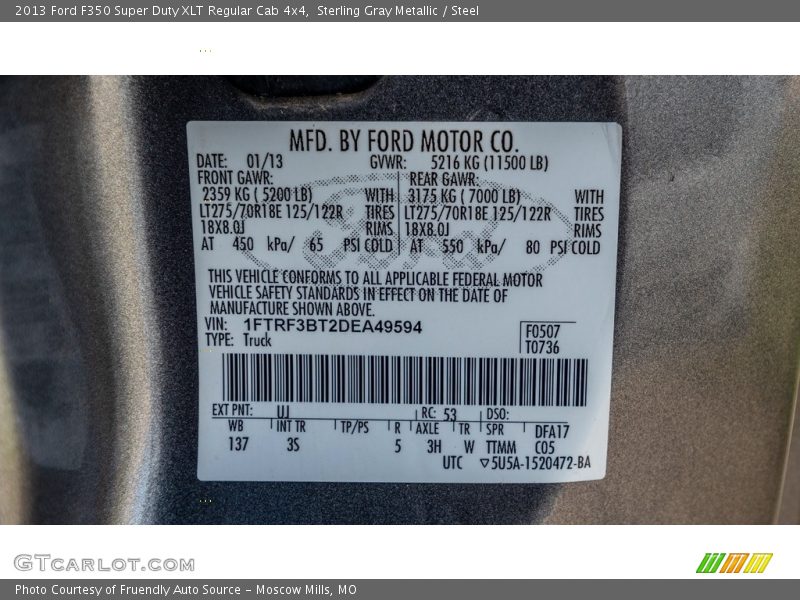 2013 Ford F350 Super Duty XLT Regular Cab 4x4,  Sterling Gray Metallic / Steel
MFD. BY FORD MOTOR CO.
DATE: 01/13 GVWR: 5216 KG (11500 LB)
FRONT GAWR: REAR GAWR:
2359 KG ( 5200 LB) WITH 3175 KG ( 7000 LB) WITH
LT275/70R18E 125/122R TIRES LT275/70R18E 125/122R TIRES
18X8.0J RIMS 18X8.0J RIMS
AT 450 kPa/ 65 PSI COLD AT 550 kPa/ 80 PSI COLD
Ford
THIS VEHICLE CONFORMS TO ALL APPLICABLE FEDERAL MOTOR
VEHICLE SAFETY STANDARDS IN EFFECT ON THE DATE OF
MANUFACTURE SHOWN ABOVE.
VIN: 1FTRF3BT2DEA49594 F0507
TYPE: Truck T0736
EXT PNT: UJ RC: 53 DSO:
WB INT TR TP/PS R AXLE TR SPR DFA17
137 3S 5 3H W TTMM C05
UTC ▽5U5A-1520472-BA
GTCARLOT.COM
Photo Courtesy of Fruendly Auto Source – Moscow Mills, MO